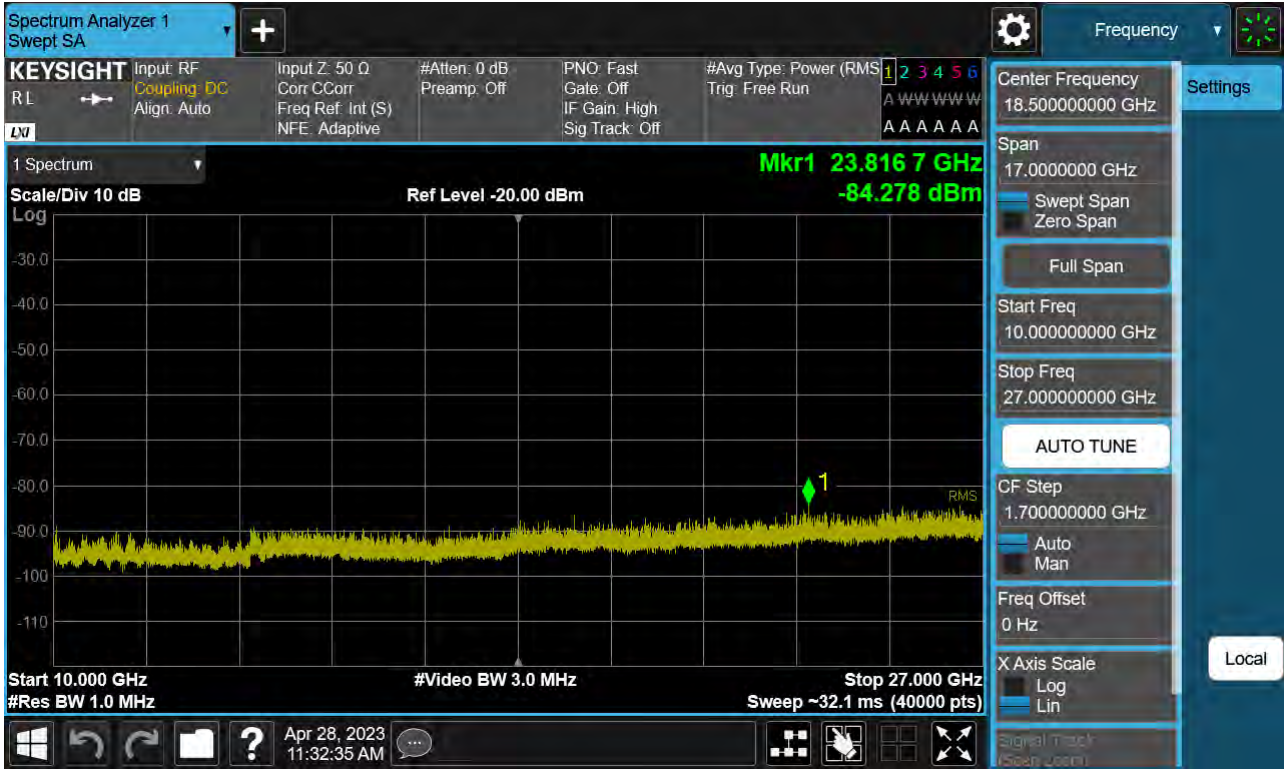 Spectrum Analyzer 1
Swept SA
+
Frequency
KEYSIGHT
R L
LXI
Input: RF
Coupling: DC
Align: Auto
Input Z: 50 Ω
Corr CCorr
Freq Ref: Int (S)
NFE: Adaptive
#Atten: 0 dB
Preamp: Off
PNO: Fast
Gate: Off
IF Gain: High
Sig Track: Off
#Avg Type: Power (RMS
Trig: Free Run
1 2 3 4 5 6
A W W W W W
A A A A A A
1 Spectrum
Scale/Div 10 dB
Log
Ref Level -20.00 dBm
Mkr1 23.816 7 GHz
-84.278 dBm
-30.0
-40.0
-50.0
-60.0
-70.0
-80.0
-90.0
-100
-110
1
RMS
Start 10.000 GHz
#Res BW 1.0 MHz
#Video BW 3.0 MHz
Stop 27.000 GHz
Sweep ~32.1 ms (40000 pts)
Center Frequency
18.500000000 GHz
Settings
Span
17.0000000 GHz
Swept Span
Zero Span
Full Span
Start Freq
10.000000000 GHz
Stop Freq
27.000000000 GHz
AUTO TUNE
CF Step
1.700000000 GHz
Auto
Man
Freq Offset
0 Hz
X Axis Scale
Log
Lin
Local
Signal Track
(Span Zoom)
?
Apr 28, 2023
11:32:35 AM